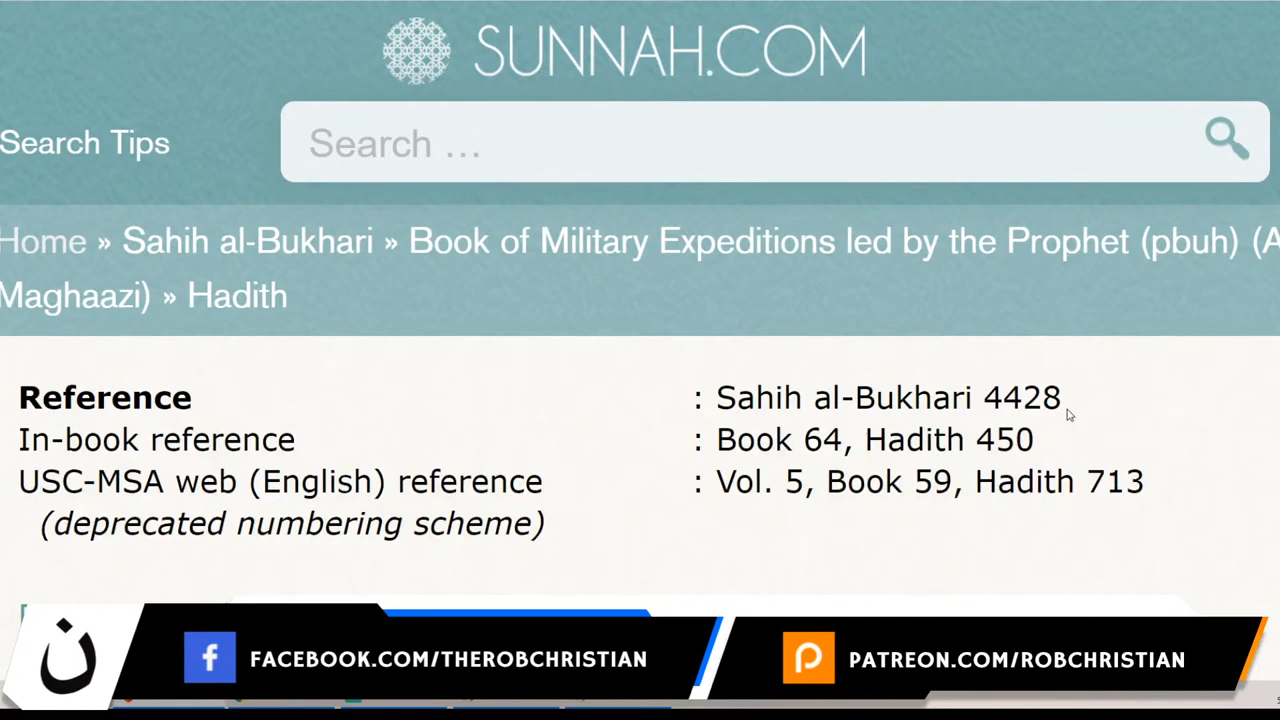 SUNNAH.COM
Search Tips
Search ...
Home » Sahih al-Bukhari » Book of Military Expeditions led by the Prophet (pbuh) (A
Maghaazi) » Hadith
Reference : Sahih al-Bukhari 4428
In-book reference : Book 64, Hadith 450
USC-MSA web (English) reference : Vol. 5, Book 59, Hadith 713
(deprecated numbering scheme)
ن
f FACEBOOK.COM/THEROBCHRISTIAN
PATREON.COM/ROBCHRISTIAN